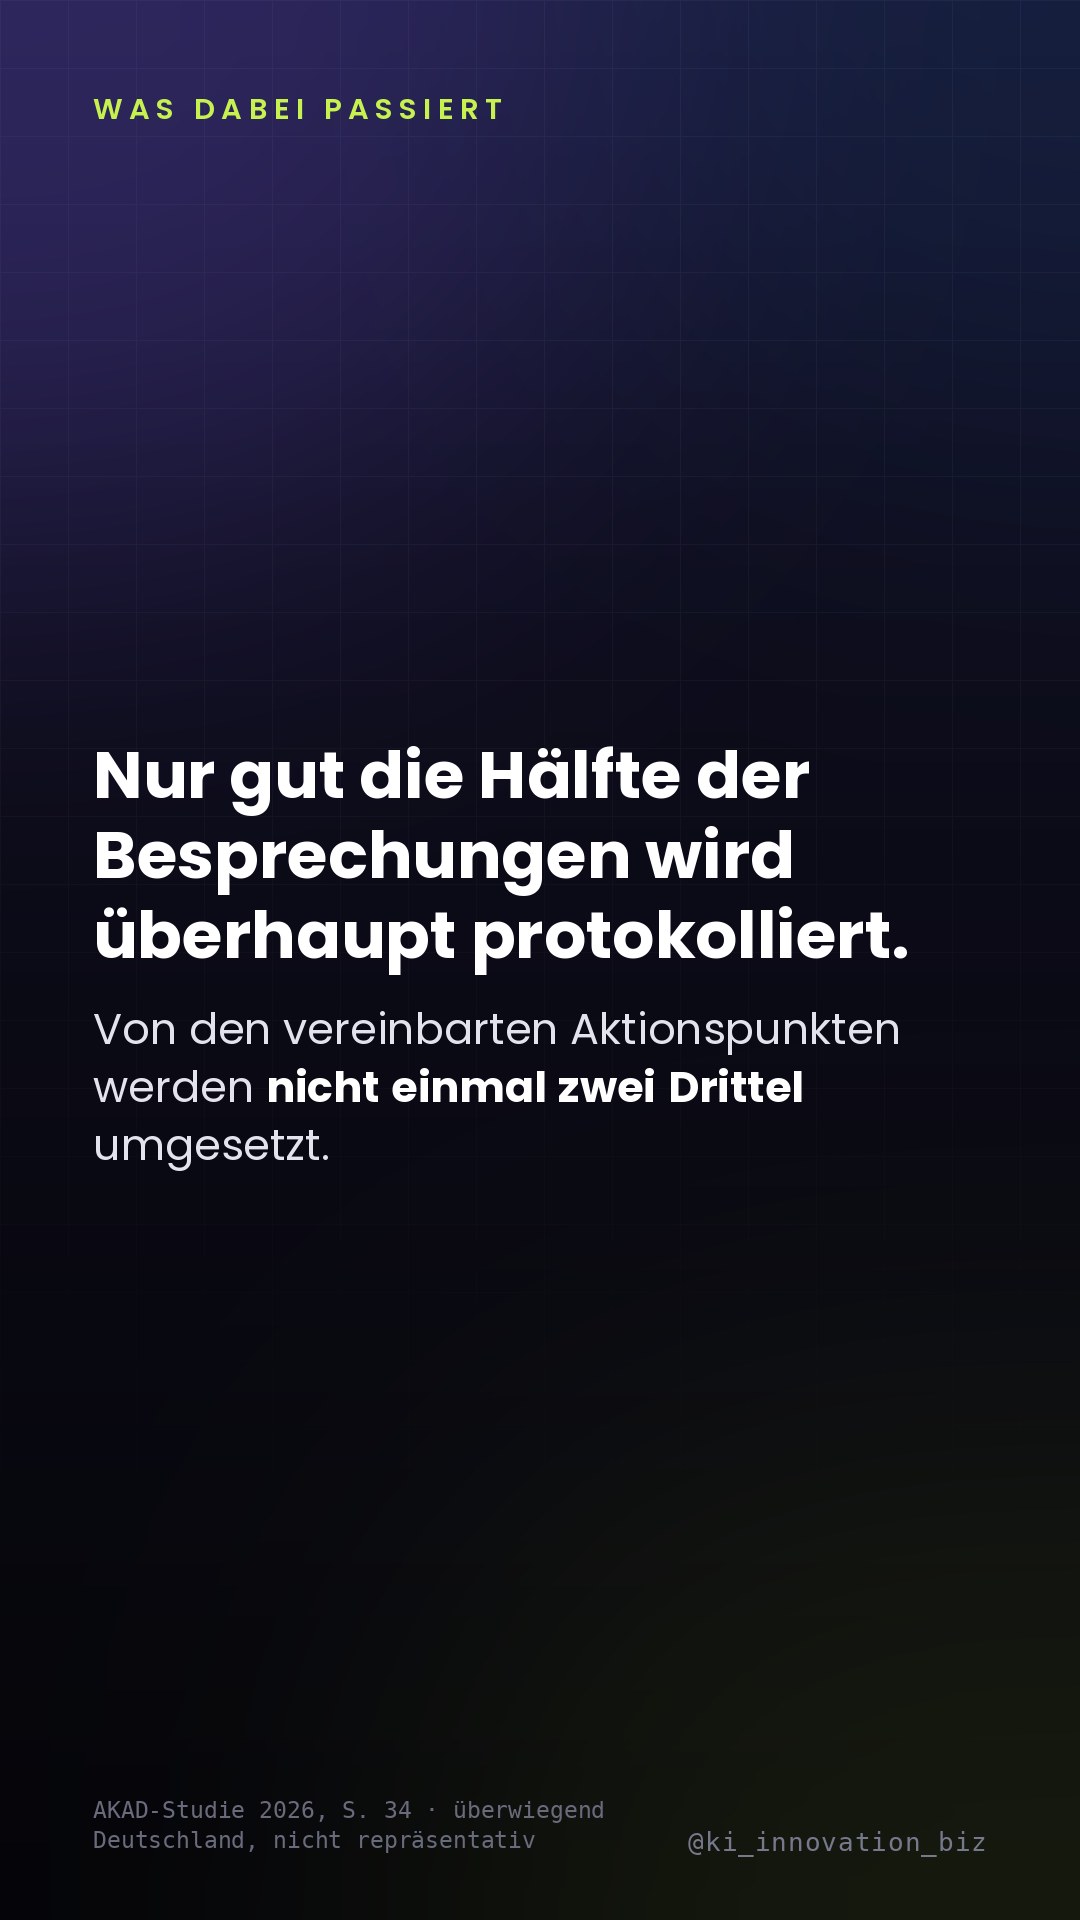 WAS DABEI PASSIERT
Nur gut die Hälfte der
Besprechungen wird
überhaupt protokolliert.
Von den vereinbarten Aktionspunkten
werden nicht einmal zwei Drittel
umgesetzt.
AKAD-Studie 2026, S. 34 · überwiegend
Deutschland, nicht repräsentativ
@ki_innovation_biz